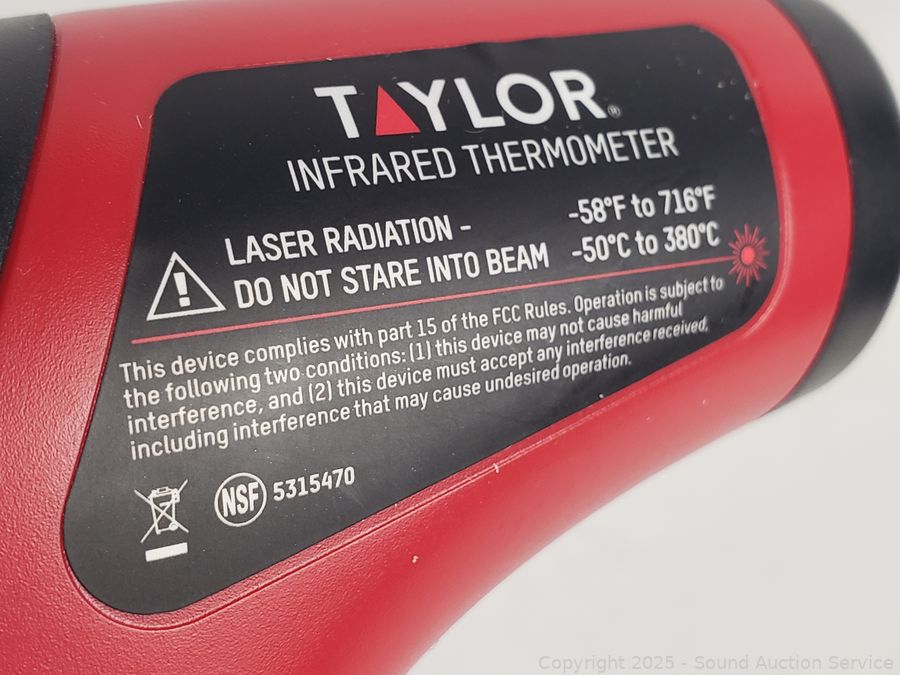 TAYLOR®
INFRARED THERMOMETER
LASER RADIATION -
DO NOT STARE INTO BEAM
-58°F to 716°F
-50°C to 380°C
This device complies with part 15 of the FCC Rules. Operation is subject to
the following two conditions: (1) this device may not cause harmful
interference, and (2) this device must accept any interference received,
including interference that may cause undesired operation.
NSF 5315470
Copyright 2025 - Sound Auction Service